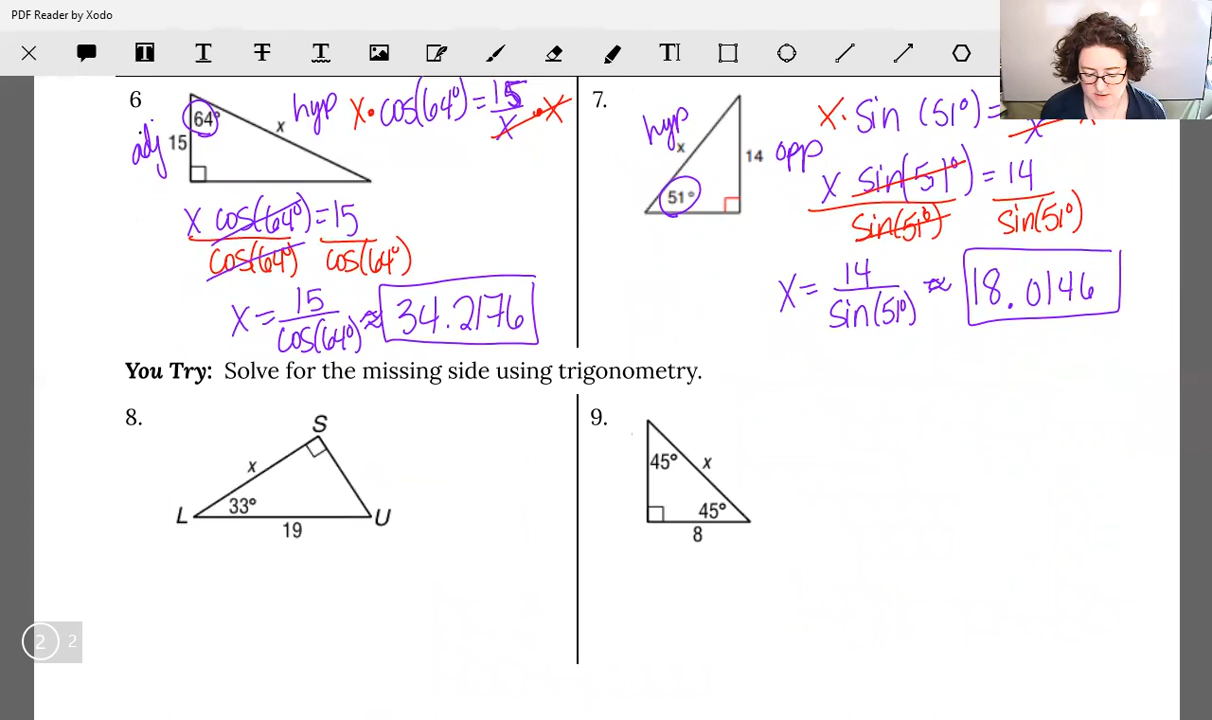 PDF Reader by Xodo
T T T T TI
6
64°
15
x
adj
hyp
x · cos(64°) = 15/x · x
x cos(64°) = 15
cos(64°) cos(64°)
x = 15/cos(64°) ≈ 34.2176
7.
hyp
x
51°
14
opp
x · sin(51°) =
x
x sin(51°) = 14
sin(51°) sin(51°)
x = 14/sin(51°) ≈ 18.0146
You Try: Solve for the missing side using trigonometry.
8.
S
x
33°
L
U
19
9.
45°
x
45°
8
2 2